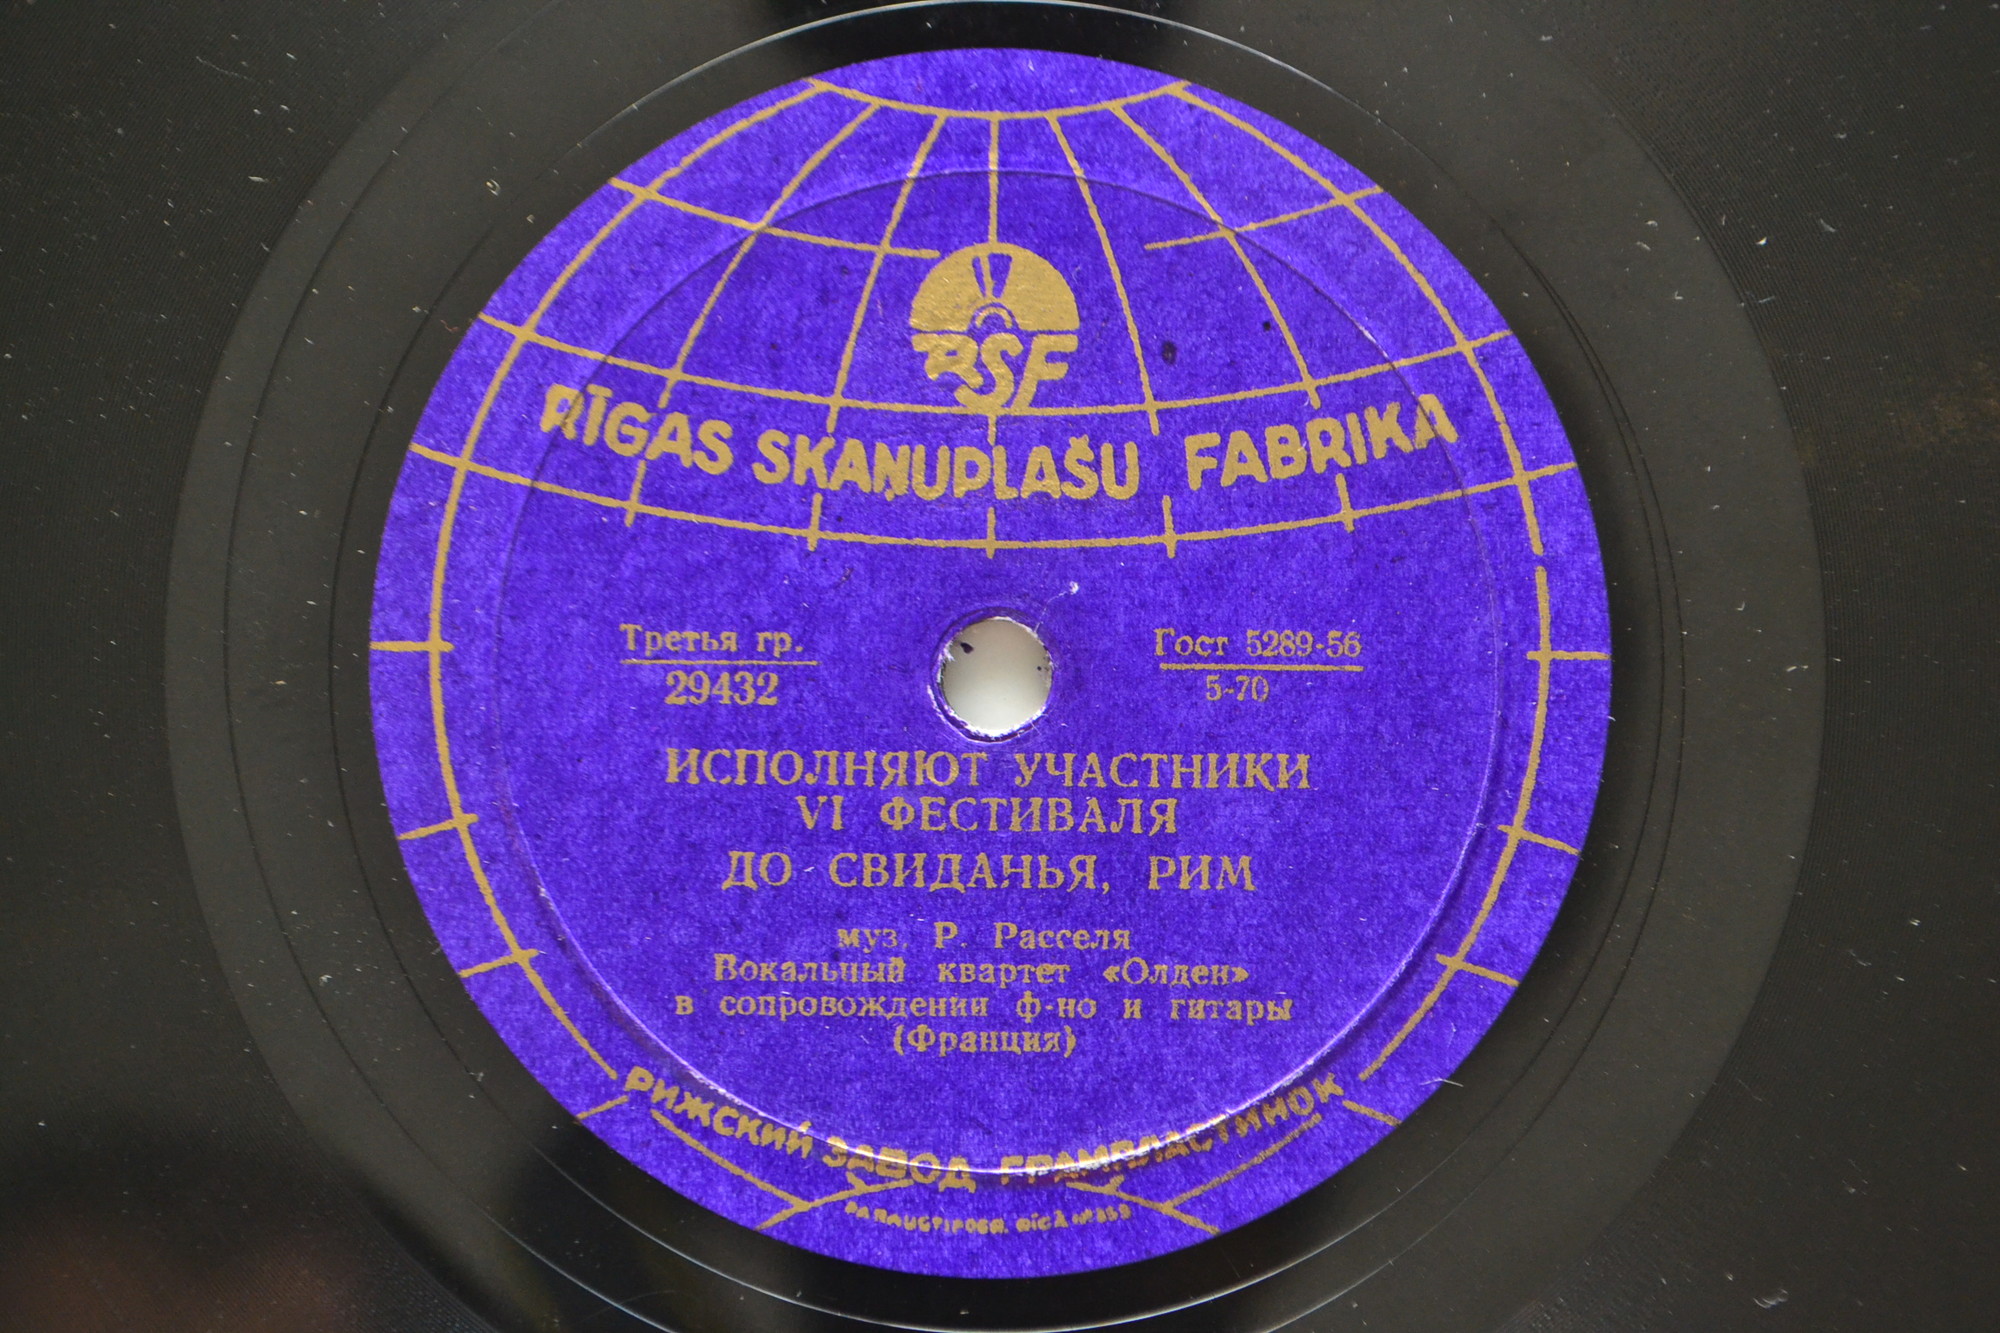 RSF
RĪGAS SKAŅUPLAŠU FABRIKA
Третья гр.
29432
Гост 5289-56
5-70
ИСПОЛНЯЮТ УЧАСТНИКИ
VI ФЕСТИВАЛЯ
ДО СВИДАНЬЯ, РИМ
муз. Р. Расселя
Вокальный квартет «Олден»
в сопровождении ф-но и гитары
(Франция)
РИЖСКИЙ ЗАВОД ГРАМПЛАСТИНОК
RĪGĀ